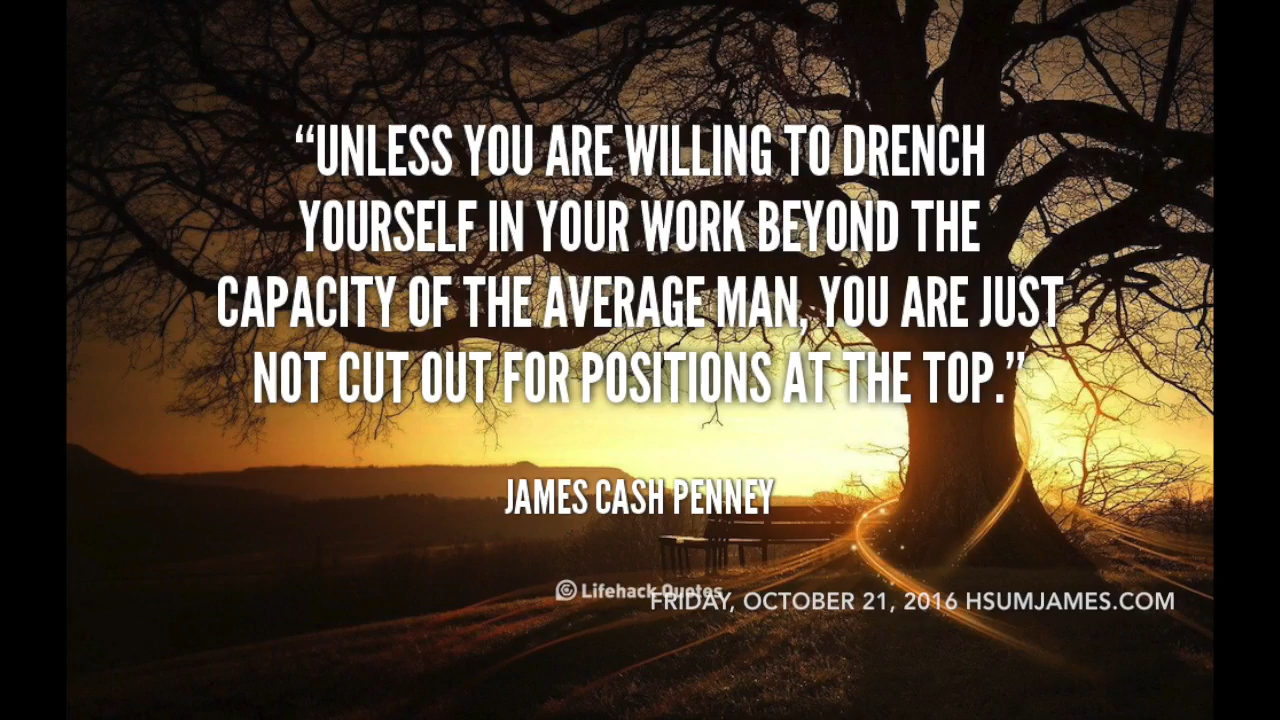 “UNLESS YOU ARE WILLING TO DRENCH
YOURSELF IN YOUR WORK BEYOND THE
CAPACITY OF THE AVERAGE MAN, YOU ARE JUST
NOT CUT OUT FOR POSITIONS AT THE TOP.”
JAMES CASH PENNEY
Lifehack Quotes
FRIDAY, OCTOBER 21, 2016 HSUMJAMES.COM